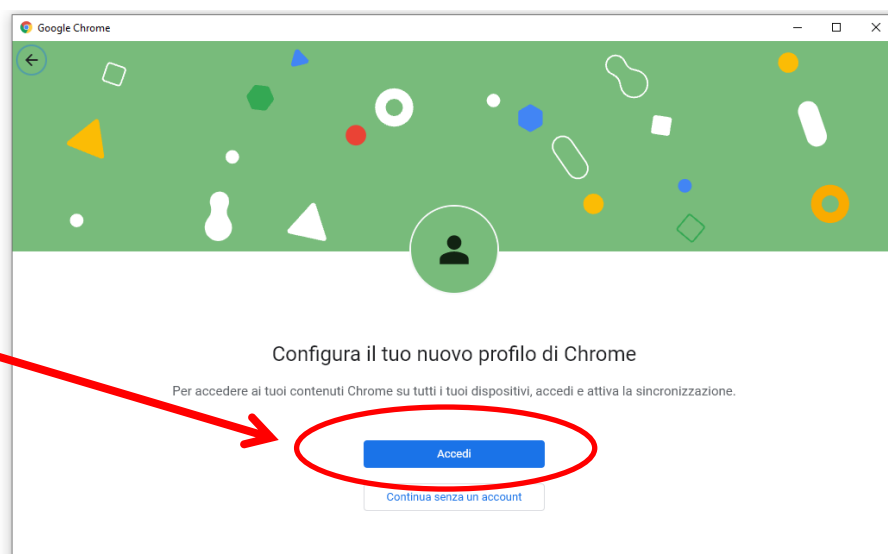 Google Chrome
Configura il tuo nuovo profilo di Chrome
Per accedere ai tuoi contenuti Chrome su tutti i tuoi dispositivi, accedi e attiva la sincronizzazione.
Accedi
Continua senza un account